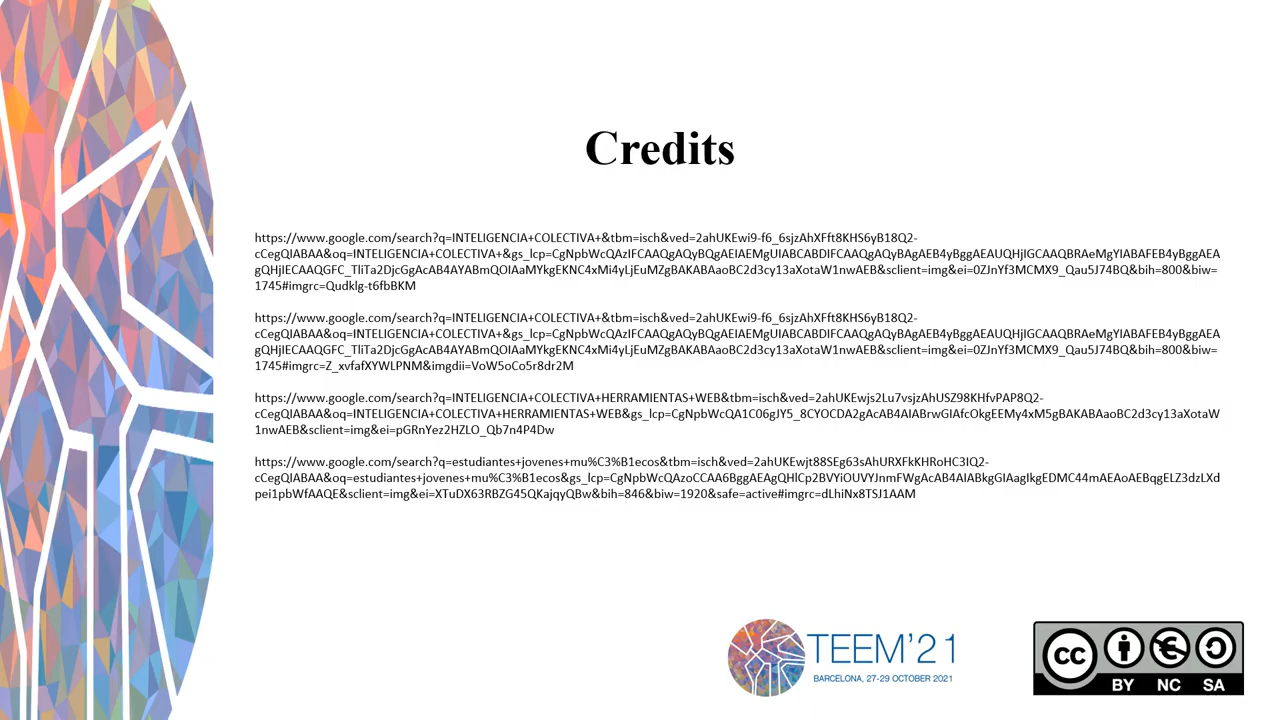 Credits
https://www.google.com/search?q=INTELIGENCIA+COLECTIVA+&tbm=isch&ved=2ahUKEwi9-f6_6sjzAhXFft8KHS6yB18Q2-
cCegQIABAA&oq=INTELIGENCIA+COLECTIVA+&gs_lcp=CgNpbWcQAzIFCAAQgAQyBQgAEIAEMgUIABCABDIFCAAQgAQyBAgAEB4yBggAEAUQHjIGCAAQBRAeMgYIABAFEB4yBggAEA
gQHjIECAAQGFC_TliTa2DjcGgAcAB4AYABmQOIAaMYkgEKNC4xMi4yLjEuMZgBAKABAaoBC2d3cy13aXotaW1nwAEB&sclient=img&ei=0ZJnYf3MCMX9_Qau5J74BQ&bih=800&biw=
1745#imgrc=Qudklg-t6fbBKM
https://www.google.com/search?q=INTELIGENCIA+COLECTIVA+&tbm=isch&ved=2ahUKEwi9-f6_6sjzAhXFft8KHS6yB18Q2-
cCegQIABAA&oq=INTELIGENCIA+COLECTIVA+&gs_lcp=CgNpbWcQAzIFCAAQgAQyBQgAEIAEMgUIABCABDIFCAAQgAQyBAgAEB4yBggAEAUQHjIGCAAQBRAeMgYIABAFEB4yBggAEA
gQHjIECAAQGFC_TliTa2DjcGgAcAB4AYABmQOIAaMYkgEKNC4xMi4yLjEuMZgBAKABAaoBC2d3cy13aXotaW1nwAEB&sclient=img&ei=0ZJnYf3MCMX9_Qau5J74BQ&bih=800&biw=
1745#imgrc=Z_xvfafXYWLPNM&imgdii=VoW5oCo5r8dr2M
https://www.google.com/search?q=INTELIGENCIA+COLECTIVA+HERRAMIENTAS+WEB&tbm=isch&ved=2ahUKEwjs2Lu7vsjzAhUSZ98KHfvPAP8Q2-
cCegQIABAA&oq=INTELIGENCIA+COLECTIVA+HERRAMIENTAS+WEB&gs_lcp=CgNpbWcQA1C06gJY5_8CYOCDA2gAcAB4AIABrwGIAfcOkgEEMy4xM5gBAKABAaoBC2d3cy13aXotaW
1nwAEB&sclient=img&ei=pGRnYez2HZLO_Qb7n4P4Dw
https://www.google.com/search?q=estudiantes+jovenes+mu%C3%B1ecos&tbm=isch&ved=2ahUKEwjt88SEg63sAhURXFkKHRoHC3IQ2-
cCegQIABAA&oq=estudiantes+jovenes+mu%C3%B1ecos&gs_lcp=CgNpbWcQAzoCCAA6BggAEAgQHlCp2BVYiOUVYJnmFWgAcAB4AIABkgGIAagIkgEDMC44mAEAoAEBqgELZ3dzLXd
pei1pbWfAAQE&sclient=img&ei=XTuDX63RBZG45QKajqyQBw&bih=846&biw=1920&safe=active#imgrc=dLhiNx8TSJ1AAM
TEEM'21
BARCELONA, 27-29 OCTOBER 2021
cc
BY NC SA